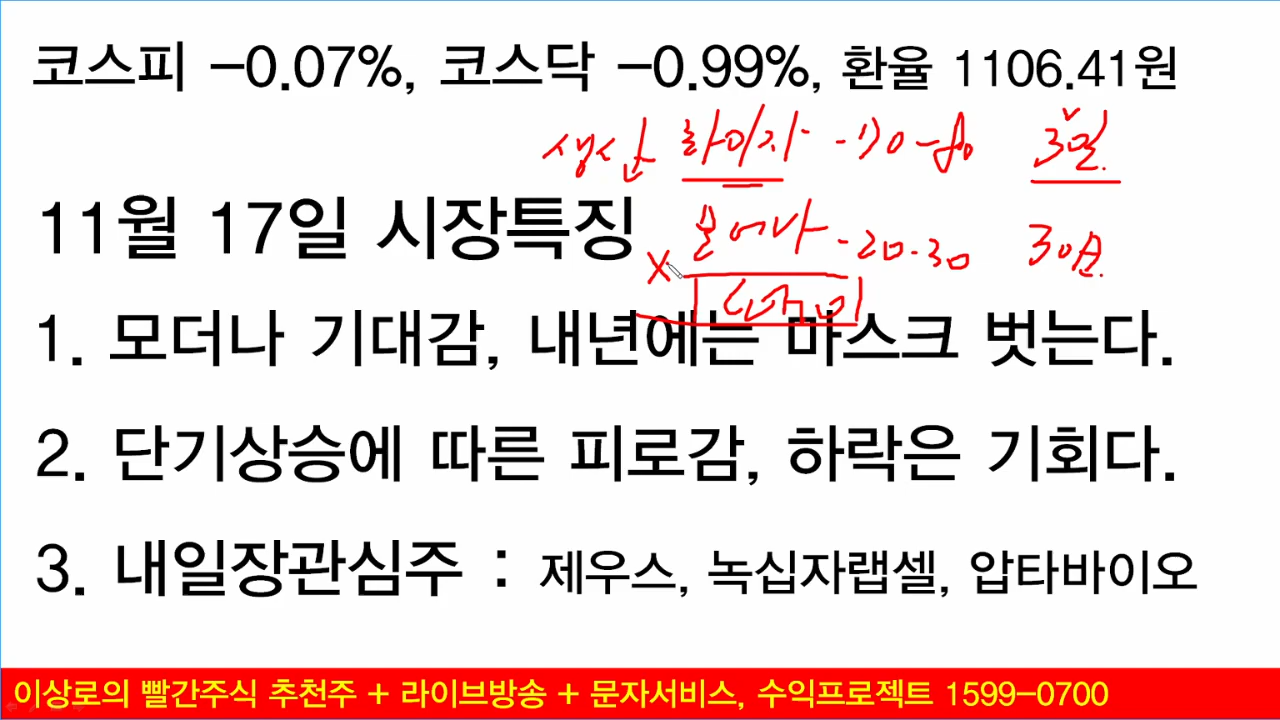 코스피 -0.07%, 코스닥 -0.99%, 환율 1106.41원
생산 화이자 -70 -80 3일
모더나 -20.30 30일
X
11월 17일 시장특징
1. 모더나 기대감, 내년에는 마스크 벗는다.
2. 단기상승에 따른 피로감, 하락은 기회다.
3. 내일장관심주 : 제우스, 녹십자랩셀, 압타바이오
이상로의 빨간주식 추천주 + 라이브방송 + 문자서비스, 수익프로젝트 1599-0700